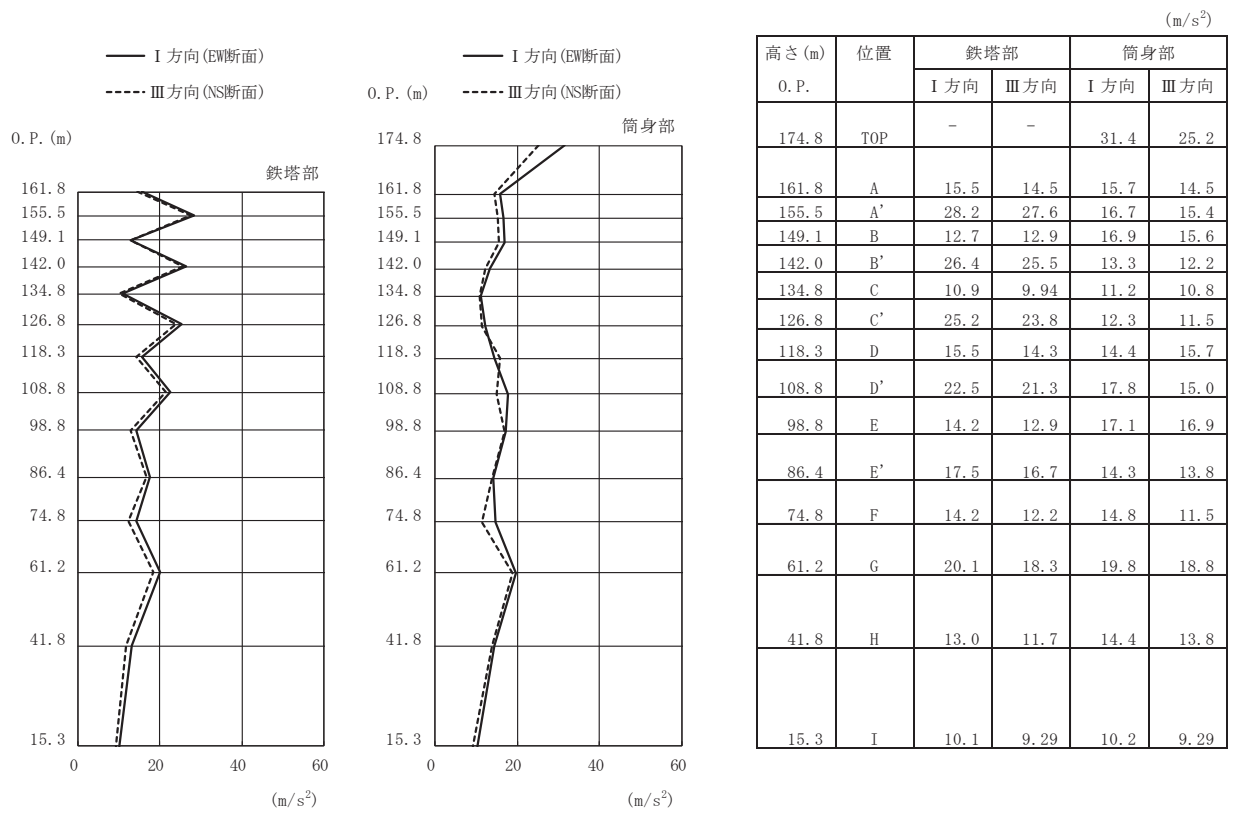 Ⅰ方向(EW断面)
Ⅲ方向(NS断面)
O.P.(m)
鉄塔部
161.8
155.5
149.1
142.0
134.8
126.8
118.3
108.8
98.8
86.4
74.8
61.2
41.8
15.3
0 20 40 60
(m/s²)
Ⅰ方向(EW断面)
O.P.(m) Ⅲ方向(NS断面)
筒身部
174.8
161.8
155.5
149.1
142.0
134.8
126.8
118.3
108.8
98.8
86.4
74.8
61.2
41.8
15.3
0 20 40 60
(m/s²)
(m/s²)
高さ(m) 位置 鉄塔部 筒身部
O.P. Ⅰ方向 Ⅲ方向 Ⅰ方向 Ⅲ方向
174.8 TOP － － 31.4 25.2
161.8 A 15.5 14.5 15.7 14.5
155.5 A' 28.2 27.6 16.7 15.4
149.1 B 12.7 12.9 16.9 15.6
142.0 B' 26.4 25.5 13.3 12.2
134.8 C 10.9 9.94 11.2 10.8
126.8 C' 25.2 23.8 12.3 11.5
118.3 D 15.5 14.3 14.4 15.7
108.8 D' 22.5 21.3 17.8 15.0
98.8 E 14.2 12.9 17.1 16.9
86.4 E' 17.5 16.7 14.3 13.8
74.8 F 14.2 12.2 14.8 11.5
61.2 G 20.1 18.3 19.8 18.8
41.8 H 13.0 11.7 14.4 13.8
15.3 I 10.1 9.29 10.2 9.29